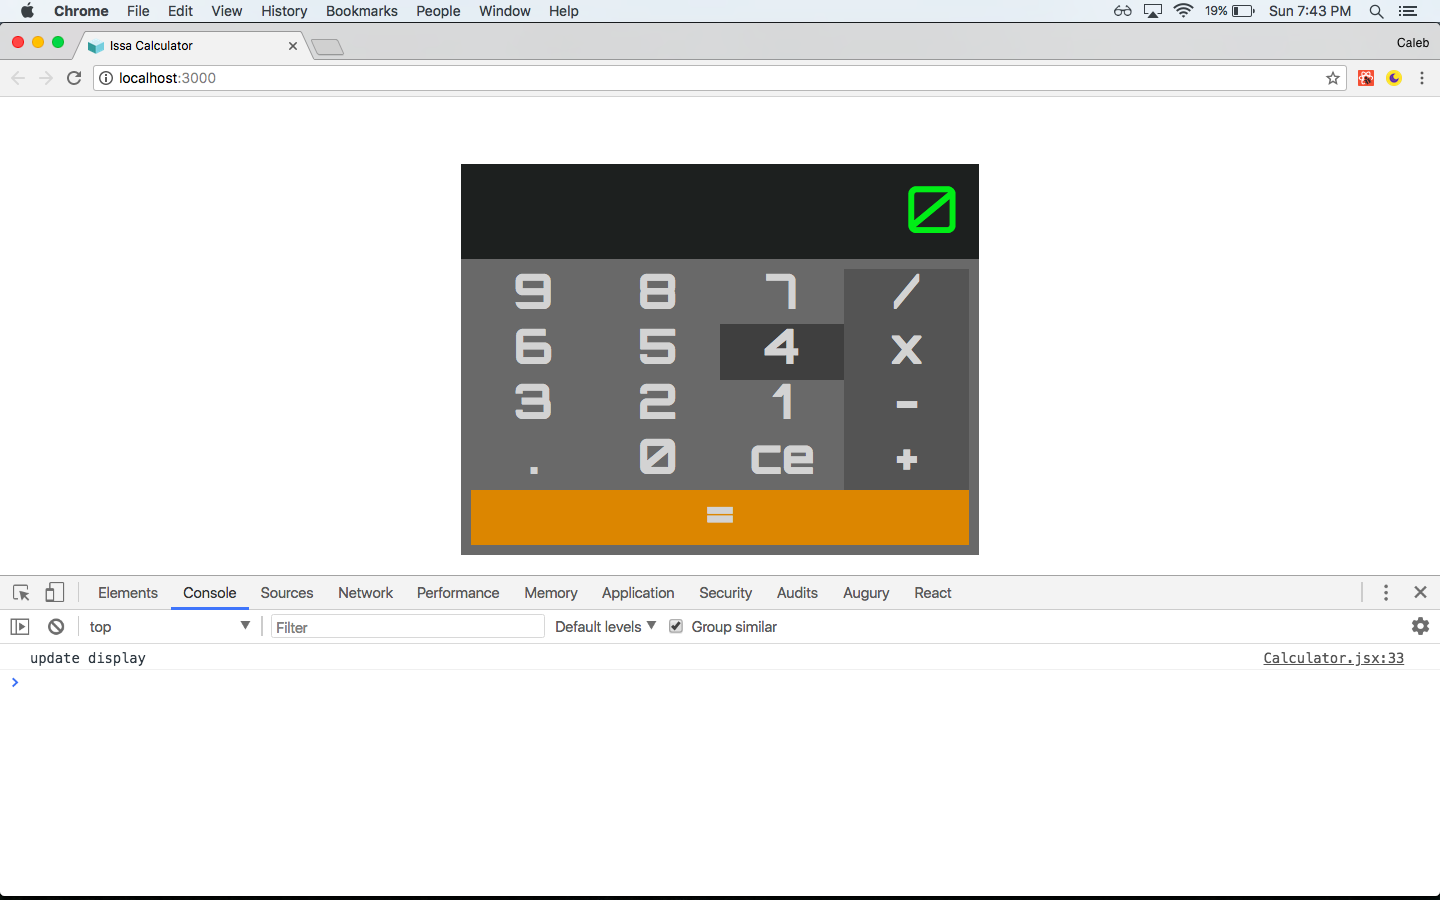 Chrome File Edit View History Bookmarks People Window Help 19% Sun 7:43 PM
Issa Calculator Caleb
localhost:3000
0
9 8 7 /
6 5 4 x
3 2 1 -
. 0 ce +
=
Elements Console Sources Network Performance Memory Application Security Audits Augury React
top Filter Default levels Group similar
update display Calculator.jsx:33
>